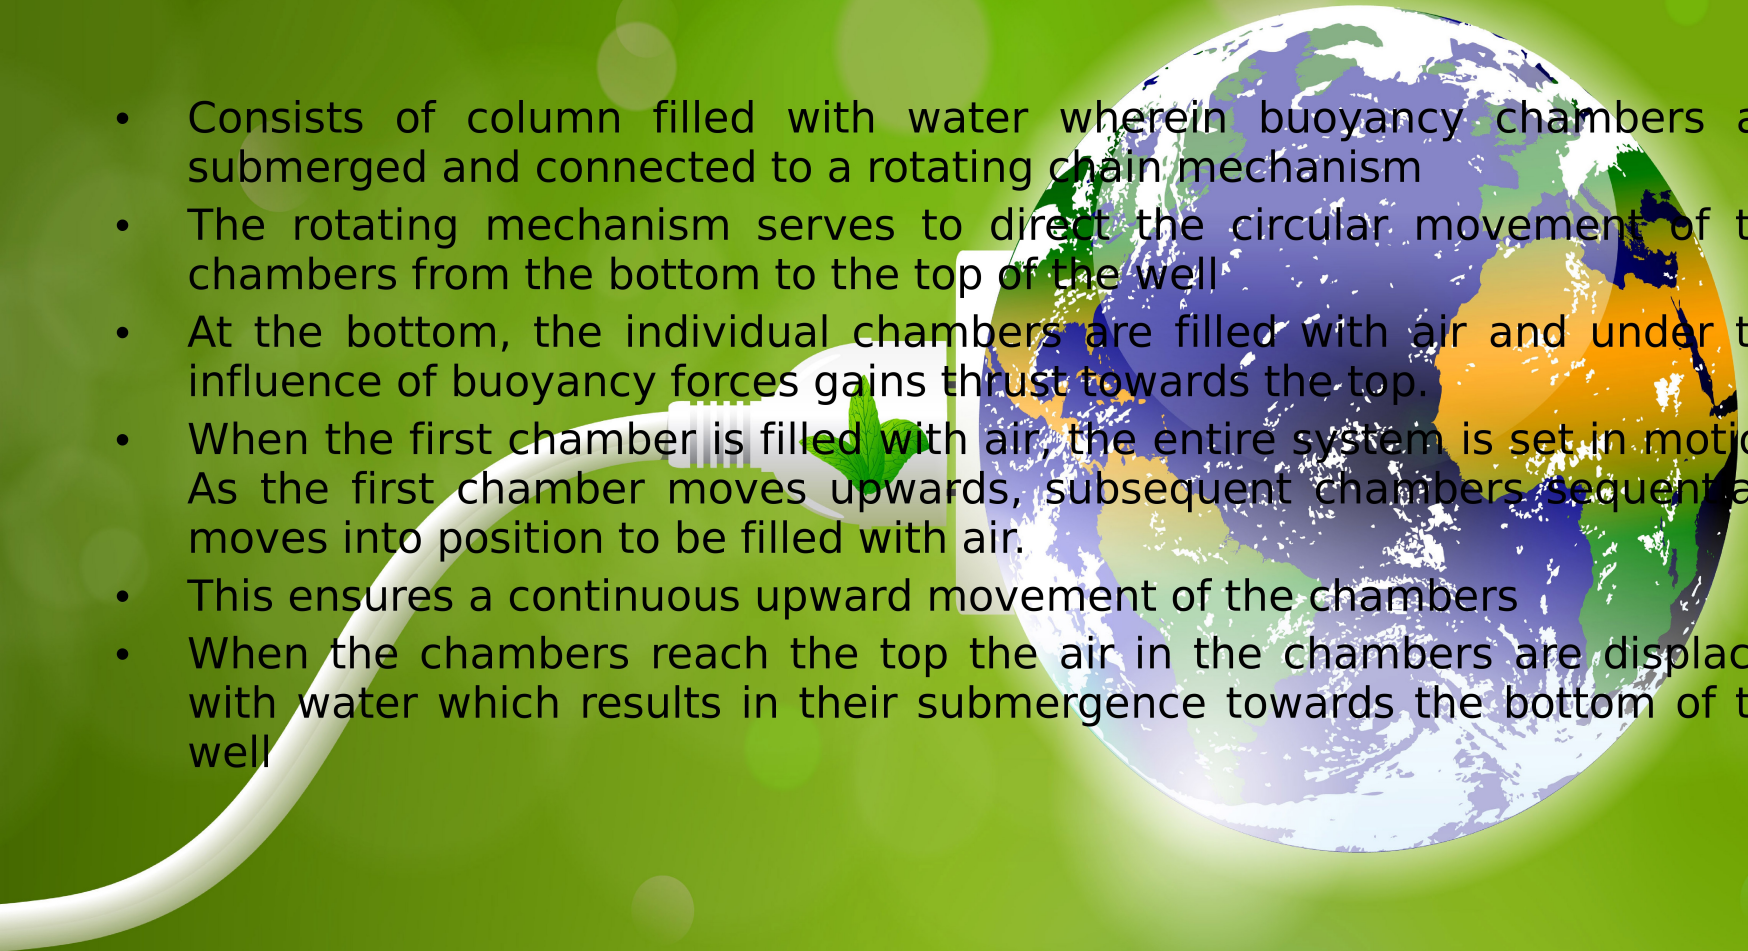 • Consists of column filled with water wherein buoyancy chambers
submerged and connected to a rotating chain mechanism
• The rotating mechanism serves to direct the circular movement of
chambers from the bottom to the top of the well
• At the bottom, the individual chambers are filled with air and under
influence of buoyancy forces gains thrust towards the top.
• When the first chamber is filled with air, the entire system is set in
As the first chamber moves upwards, subsequent chambers
moves into position to be filled with air.
• This ensures a continuous upward movement of the chambers
• When the chambers reach the top the air in the chambers are
with water which results in their submergence towards the bottom of
well